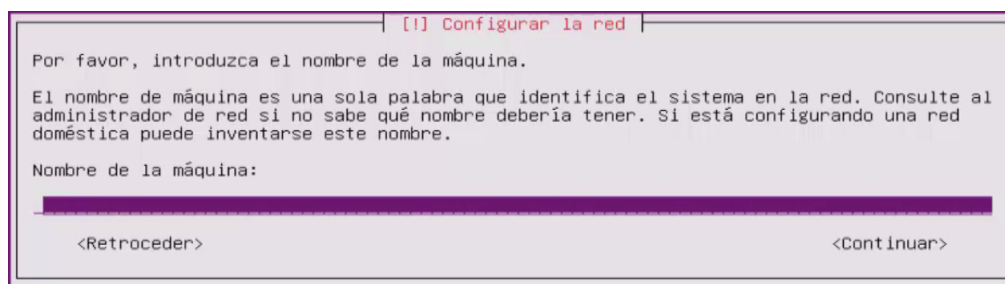 [!] Configurar la red
Por favor, introduzca el nombre de la máquina.
El nombre de máquina es una sola palabra que identifica el sistema en la red. Consulte al
administrador de red si no sabe qué nombre debería tener. Si está configurando una red
doméstica puede inventarse este nombre.
Nombre de la máquina:
<Retroceder> <Continuar>